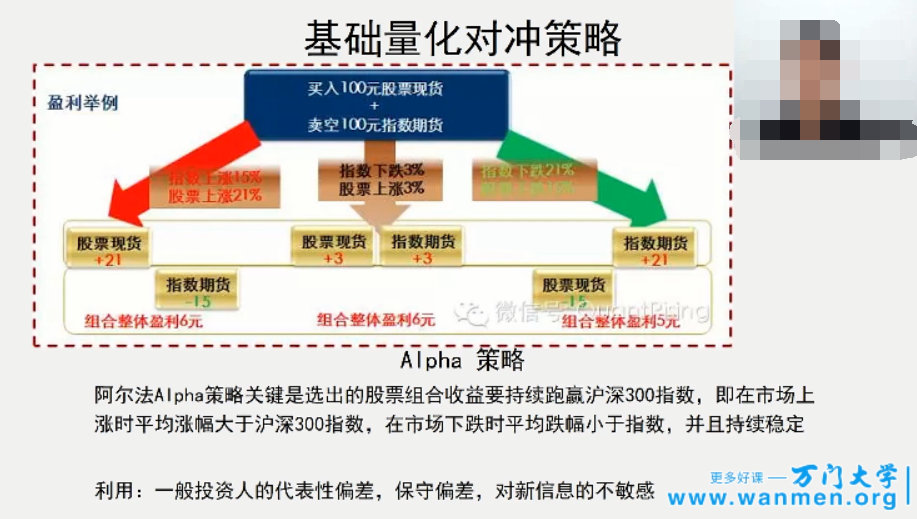 基础量化对冲策略
盈利举例
买入100元股票现货
+
卖空100元指数期货
指数上涨15%
股票上涨21%
指数下跌3%
股票上涨3%
指数下跌21%
股票现货
+21
股票现货
+3
指数期货
+3
指数期货
+21
指数期货
-15
股票现货
-15
组合整体盈利6元
组合整体盈利6元
组合整体盈利5元
微信号: QuantRising
Alpha 策略
阿尔法Alpha策略关键是选出的股票组合收益要持续跑赢沪深300指数, 即在市场上
涨时平均涨幅大于沪深300指数, 在市场下跌时平均跌幅小于指数, 并且持续稳定
利用: 一般投资人的代表性偏差, 保守偏差, 对新信息的不敏感
更多好课——万门大学
www.wanmen.org